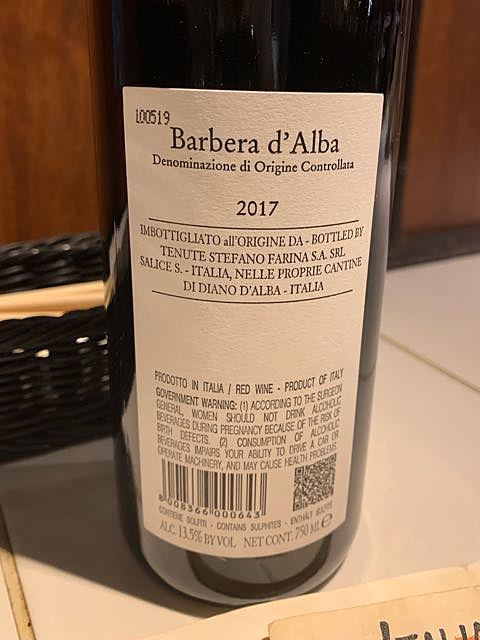 L00519
Barbera d'Alba
Denominazione di Origine Controllata
2017
IMBOTTIGLIATO all'ORIGINE DA - BOTTLED BY
TENUTE STEFANO FARINA S.A. SRL
SALICE S. - ITALIA, NELLE PROPRIE CANTINE
DI DIANO D'ALBA - ITALIA
PRODOTTO IN ITALIA / RED WINE - PRODUCT OF ITALY
GOVERNMENT WARNING: (1) ACCORDING TO THE SURGEON
GENERAL, WOMEN SHOULD NOT DRINK ALCOHOLIC
BEVERAGES DURING PREGNANCY BECAUSE OF THE RISK OF
BIRTH DEFECTS. (2) CONSUMPTION OF ALCOHOLIC
BEVERAGES IMPAIRS YOUR ABILITY TO DRIVE A CAR OR
OPERATE MACHINERY, AND MAY CAUSE HEALTH PROBLEMS.
8 008366 000643
CONTIENE SOLFITI - CONTAINS SULPHITES - ENTHÄLT SULFITE
ALC. 13.5% BY VOL NET CONT. 750 ML e